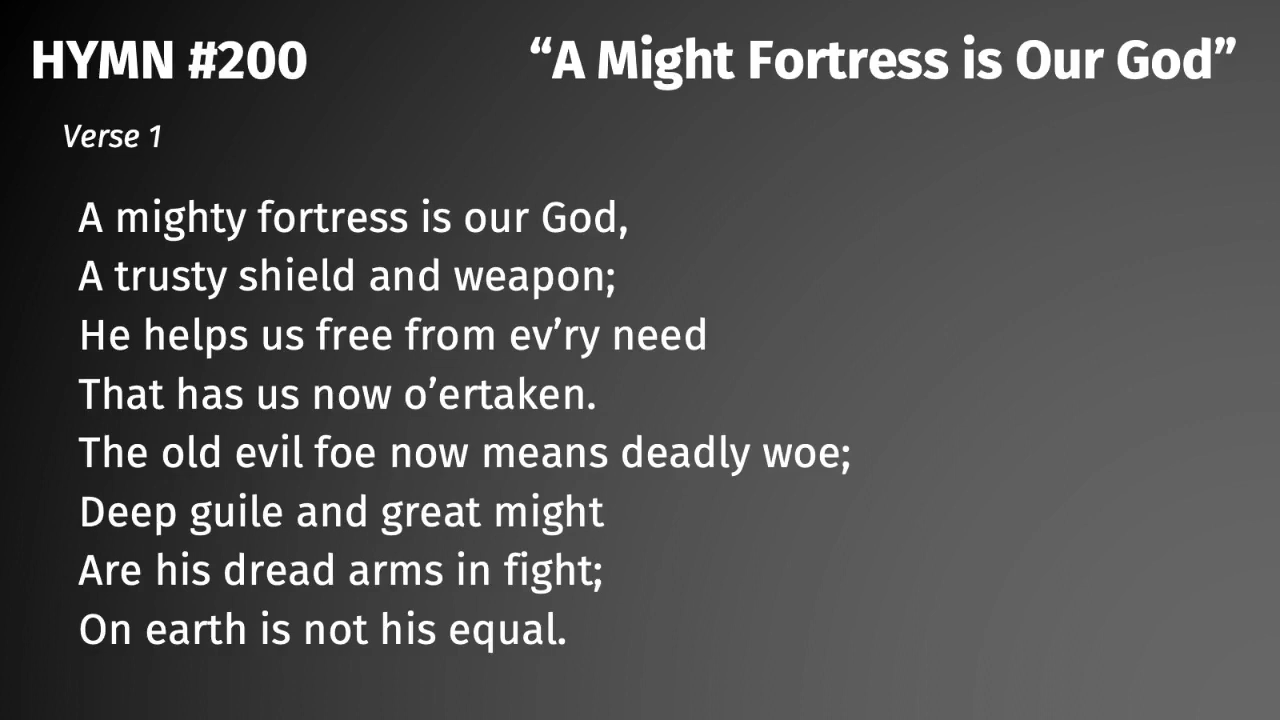 HYMN #200 “A Might Fortress is Our God”
Verse 1
A mighty fortress is our God,
A trusty shield and weapon;
He helps us free from ev’ry need
That has us now o’ertaken.
The old evil foe now means deadly woe;
Deep guile and great might
Are his dread arms in fight;
On earth is not his equal.